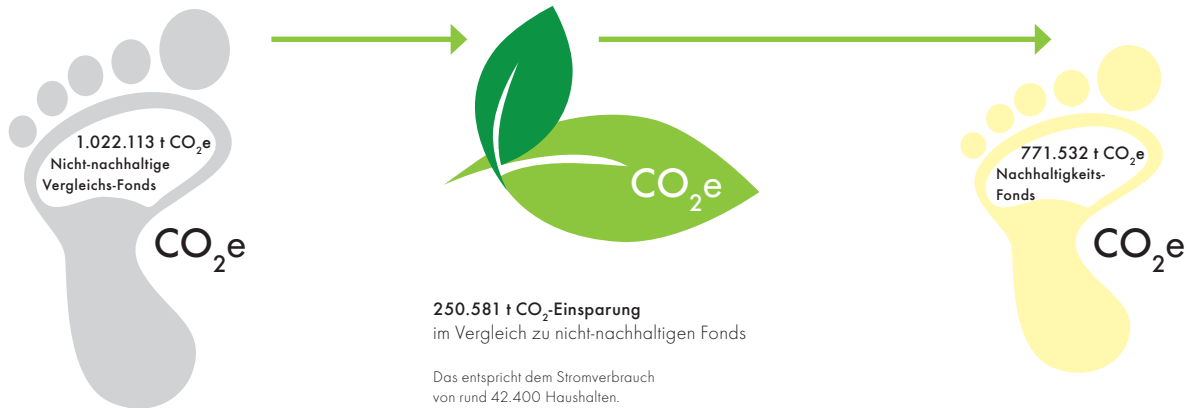 1.022.113 t CO₂e
Nicht-nachhaltige
Vergleichs-Fonds
CO₂e
CO₂e
250.581 t CO₂-Einsparung
im Vergleich zu nicht-nachhaltigen Fonds
Das entspricht dem Stromverbrauch
von rund 42.400 Haushalten.
771.532 t CO₂e
Nachhaltigkeits-
Fonds
CO₂e